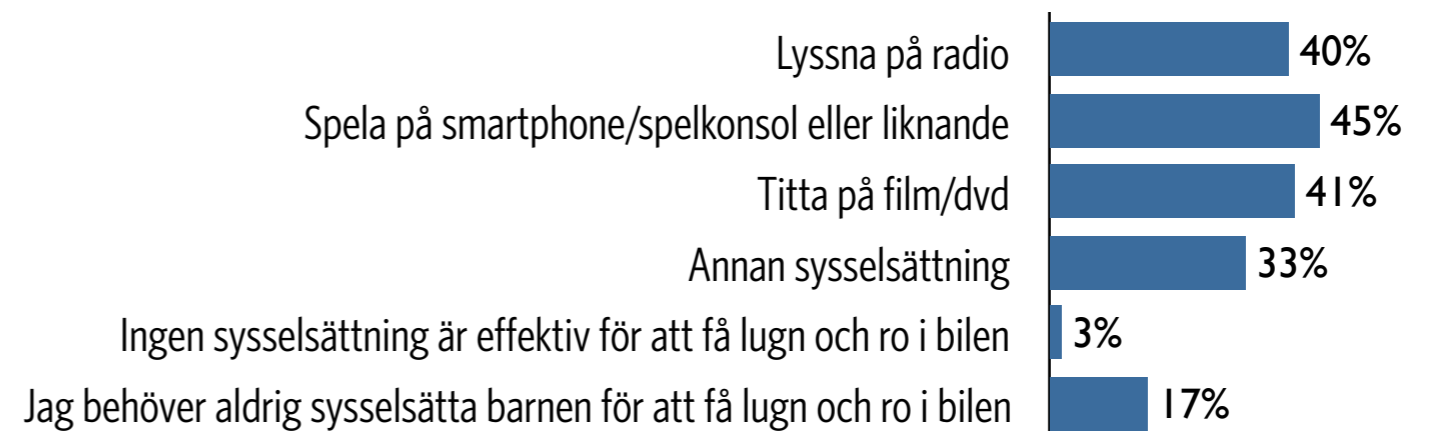 Lyssna på radio 40%
Spela på smartphone/spelkonsol eller liknande 45%
Titta på film/dvd 41%
Annan sysselsättning 33%
Ingen sysselsättning är effektiv för att få lugn och ro i bilen 3%
Jag behöver aldrig sysselsätta barnen för att få lugn och ro i bilen 17%